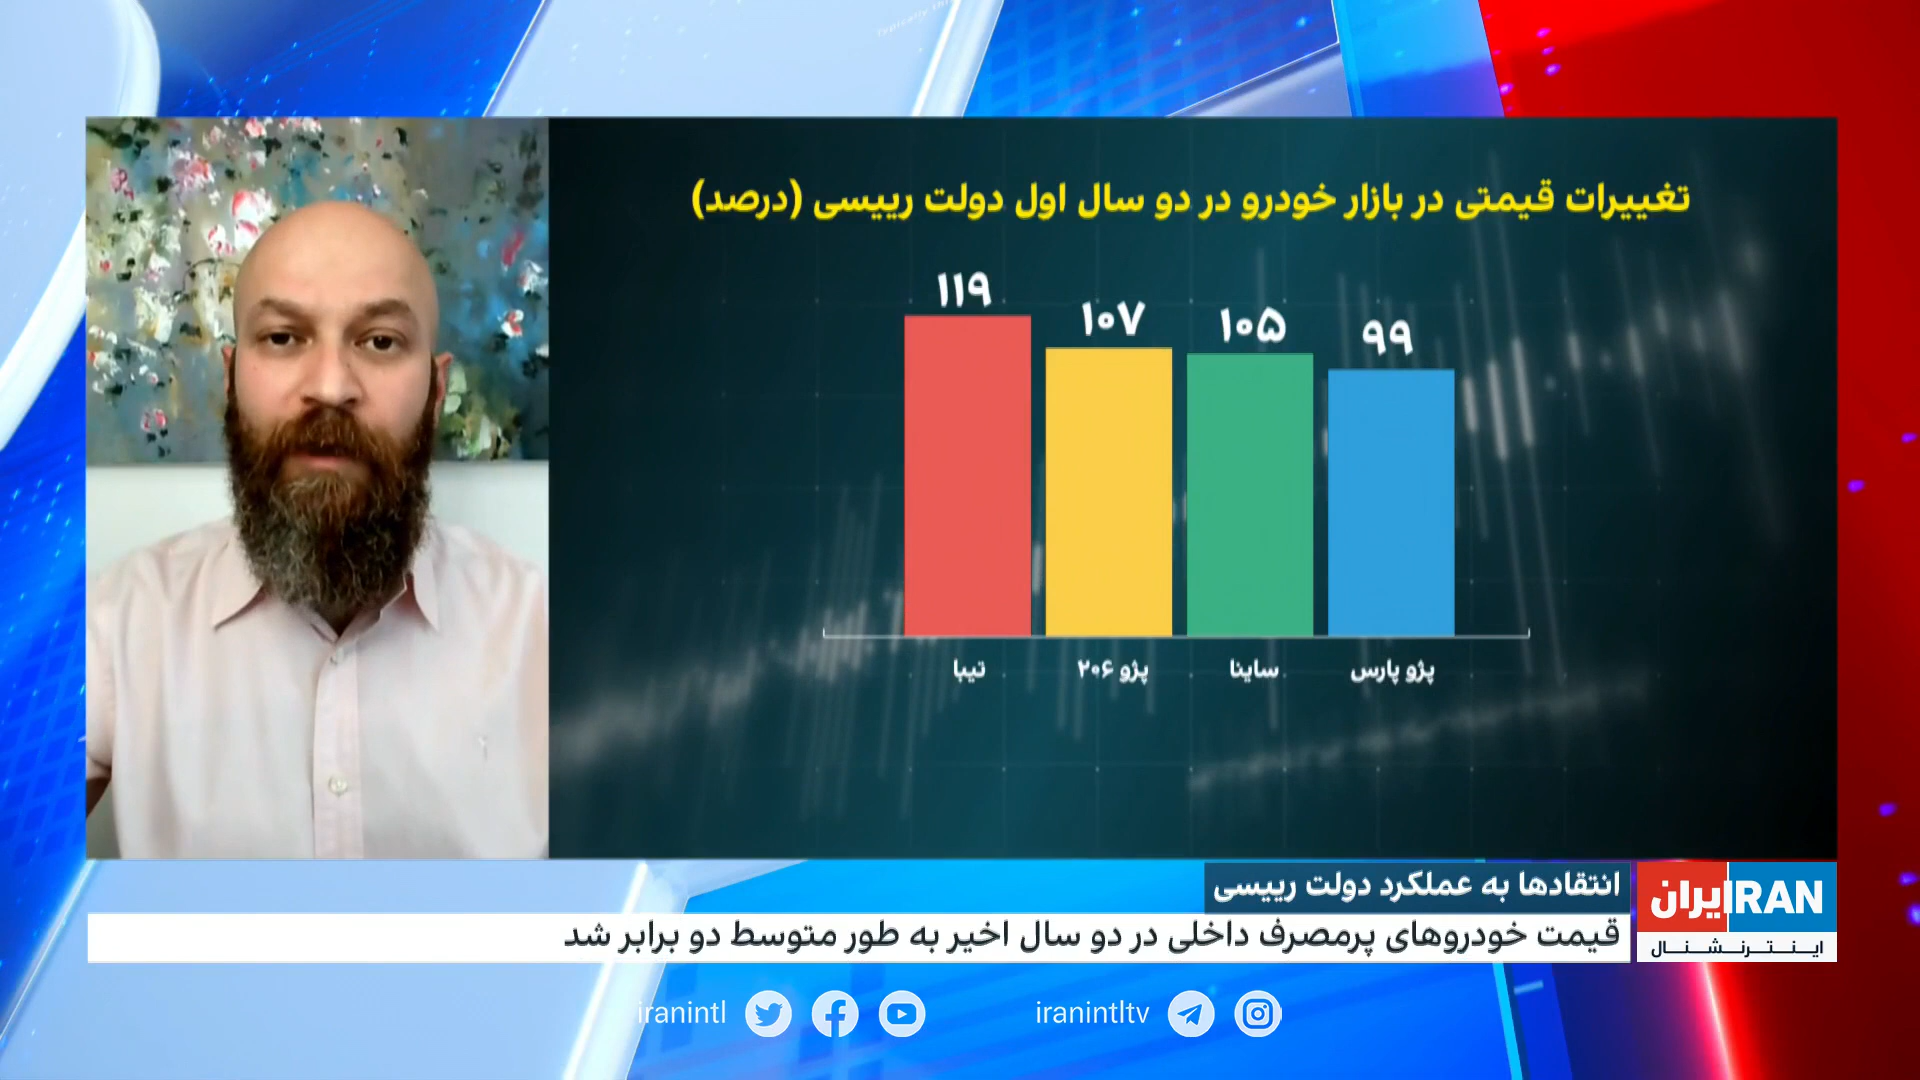 تغییرات قیمتی در بازار خودرو در دو سال اول دولت رییسی (درصد)
۱۱۹
۱۰۷
۱۰۵
۹۹
تیبا
پژو ۲۰۶
ساینا
پژو پارس
انتقادها به عملکرد دولت رییسی
قیمت خودروهای پرمصرف داخلی در دو سال اخیر به طور متوسط دو برابر شد
ایران IRAN
اینترنشنال
iranintl
iranintltv